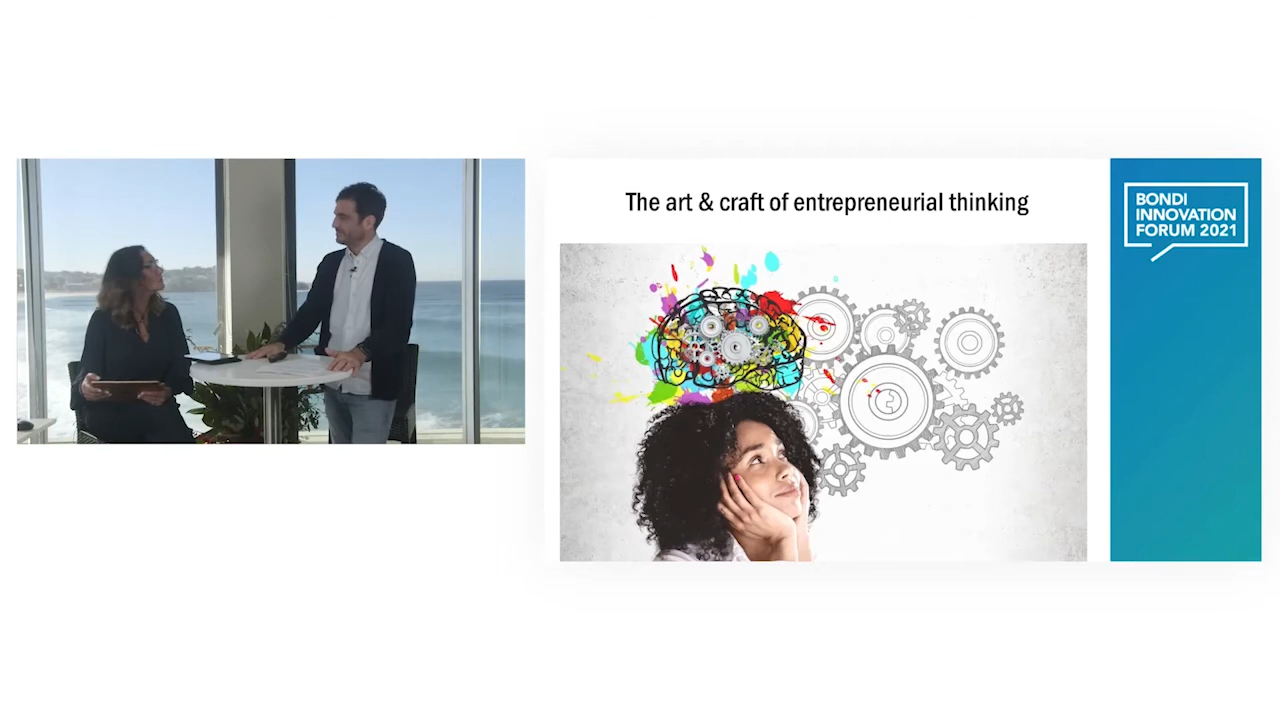 The art & craft of entrepreneurial thinking
BONDI
INNOVATION
FORUM 2021